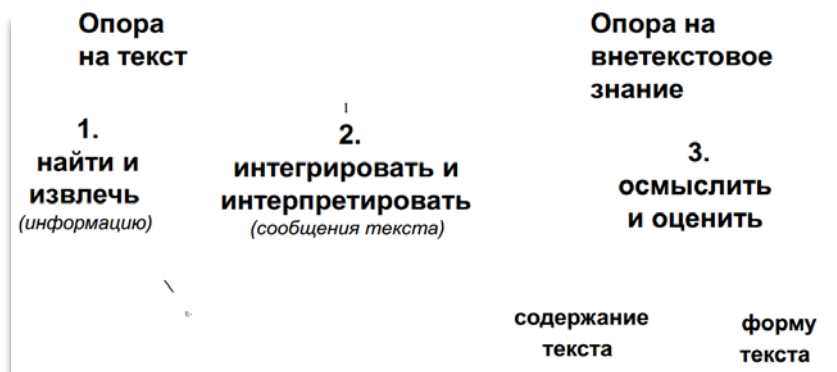 Опора
на текст
Опора на
внетекстовое
знание
1.
найти и
извлечь
(информацию)
1
2.
интегрировать и
интерпретировать
(сообщения текста)
3.
осмыслить
и оценить
содержание
текста
форму
текста